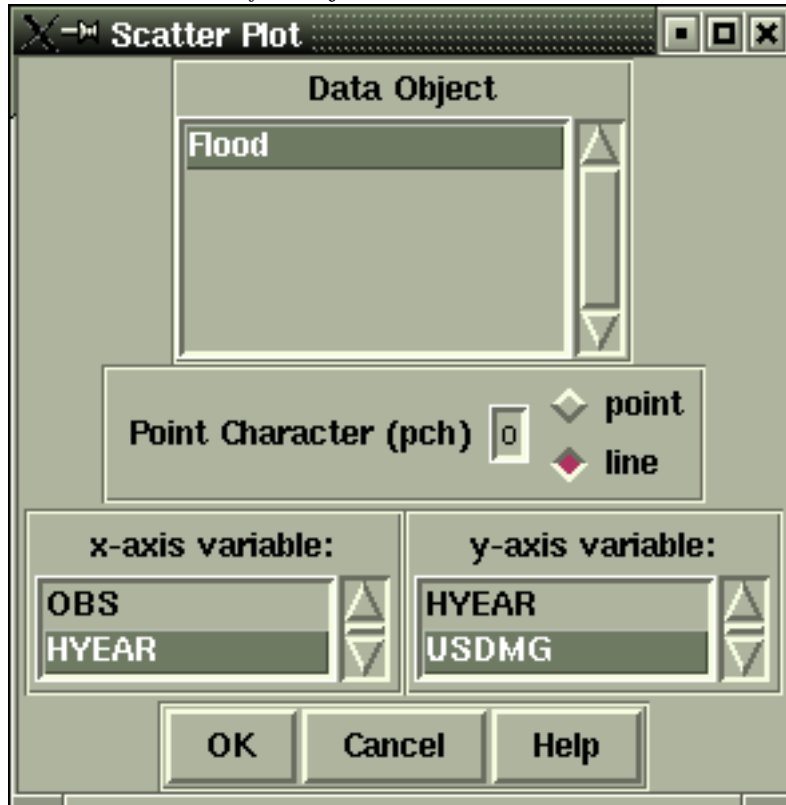 Scatter Plot
Data Object
Flood
Point Character (pch) o
point
line
x-axis variable:
OBS
HYEAR
y-axis variable:
HYEAR
USDMG
OK Cancel Help